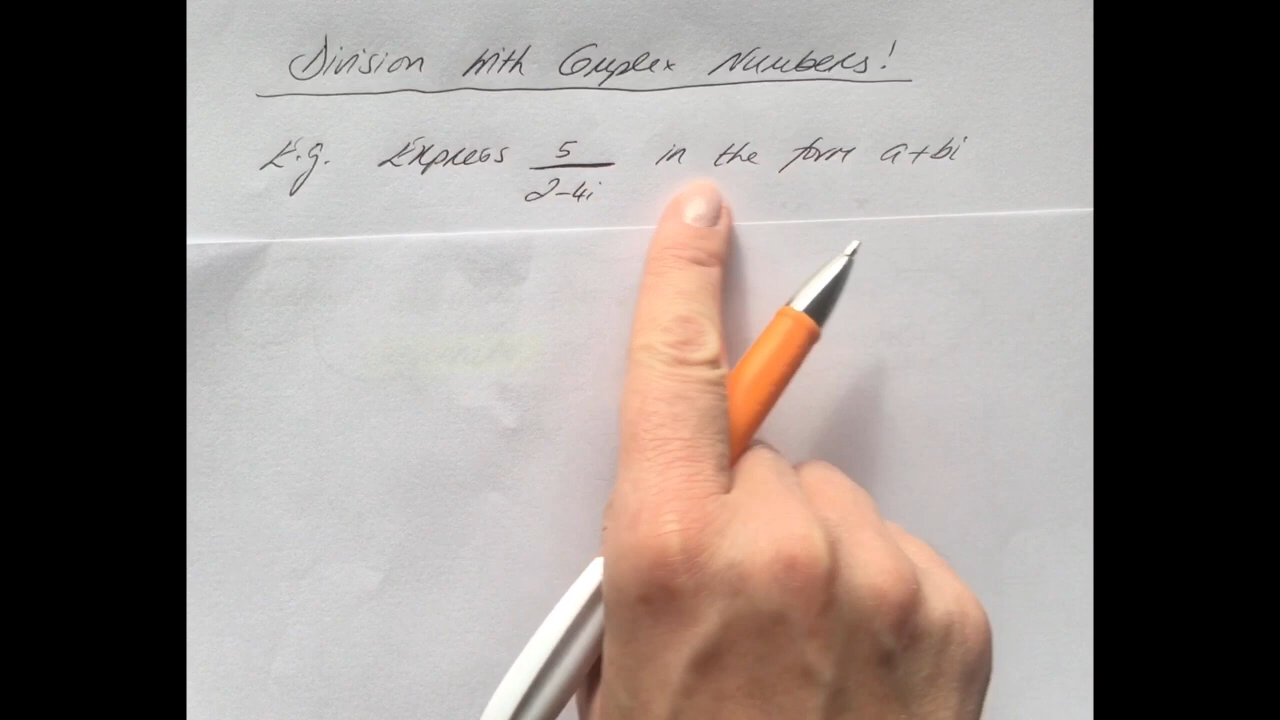 Division with Complex Numbers!
E.g. Express 5/(2-4i) in the form a+bi